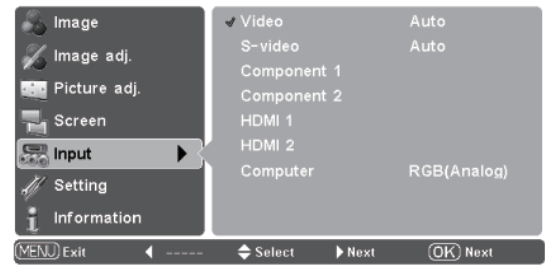 Image
Image adj.
Picture adj.
Screen
Input
Setting
Information
Video Auto
S-video Auto
Component 1
Component 2
HDMI 1
HDMI 2
Computer RGB(Analog)
MENU Exit ----- Select Next OK Next